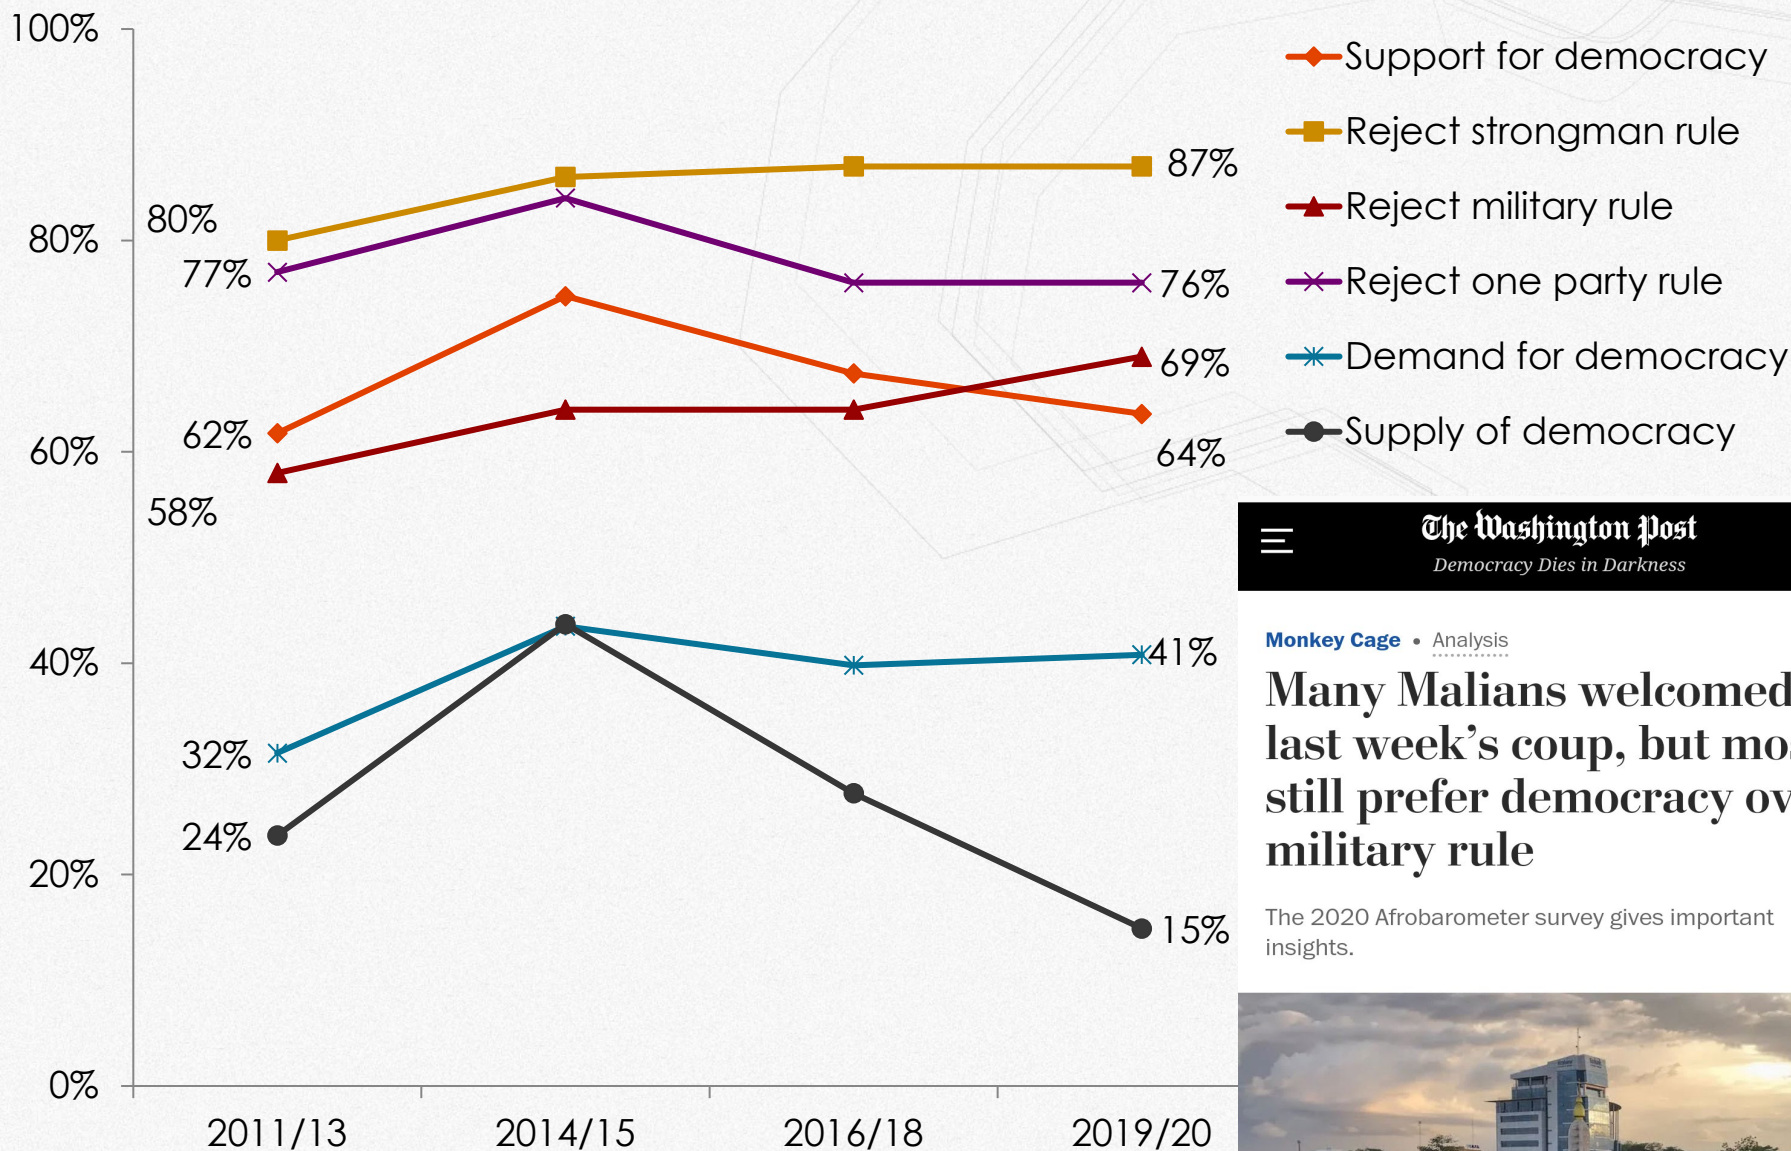 100%
80%
60%
40%
20%
0%
80%
77%
62%
58%
32%
24%
87%
76%
69%
64%
41%
15%
2011/13
2014/15
2016/18
2019/20
Support for democracy
Reject strongman rule
Reject military rule
Reject one party rule
Demand for democracy
Supply of democracy
The Washington Post
Democracy Dies in Darkness
Monkey Cage • Analysis
Many Malians welcomed
last week’s coup, but
still prefer democracy
military rule
The 2020 Afrobarometer survey gives important
insights.